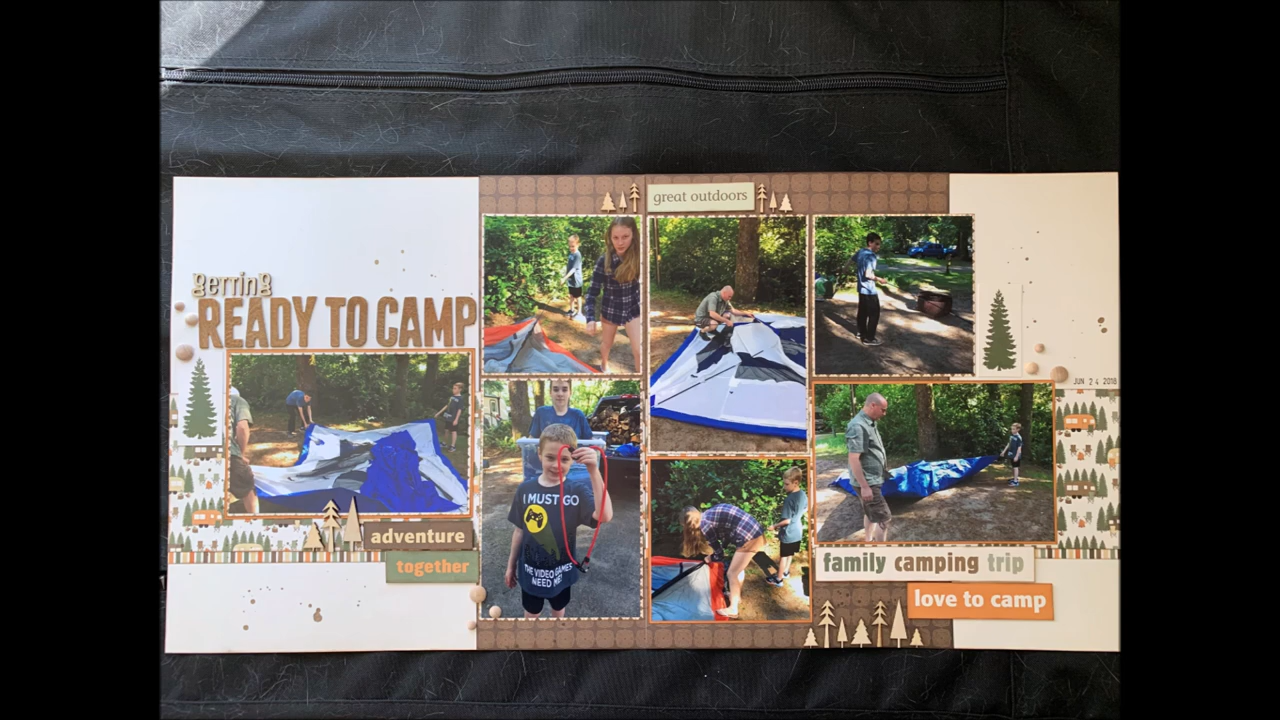 great outdoors
getting
READY TO CAMP
JUN 24 2018
I MUST GO
THE VIDEO GAMES
NEED ME!
adventure
together
family camping trip
love to camp